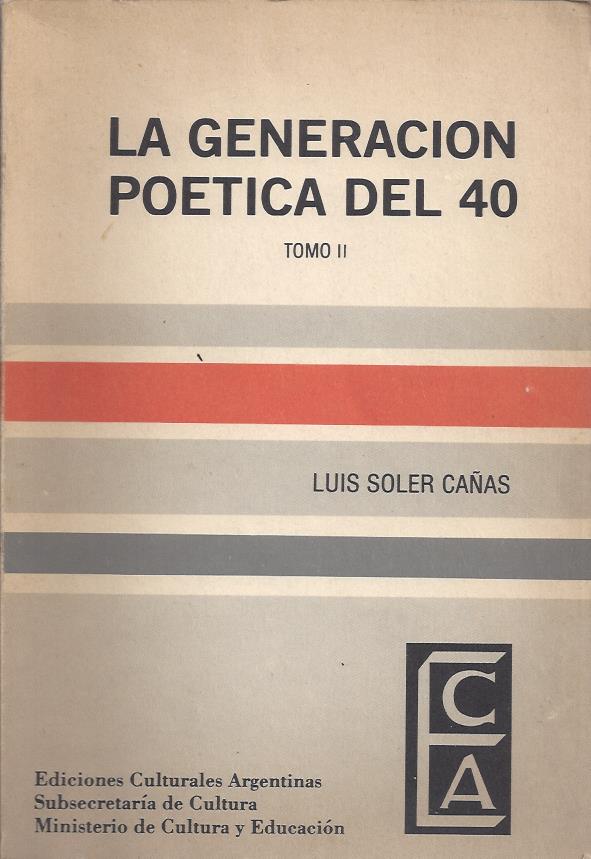 LA GENERACION
POETICA DEL 40
TOMO II
LUIS SOLER CAÑAS
ECA
Ediciones Culturales Argentinas
Subsecretaría de Cultura
Ministerio de Cultura y Educación